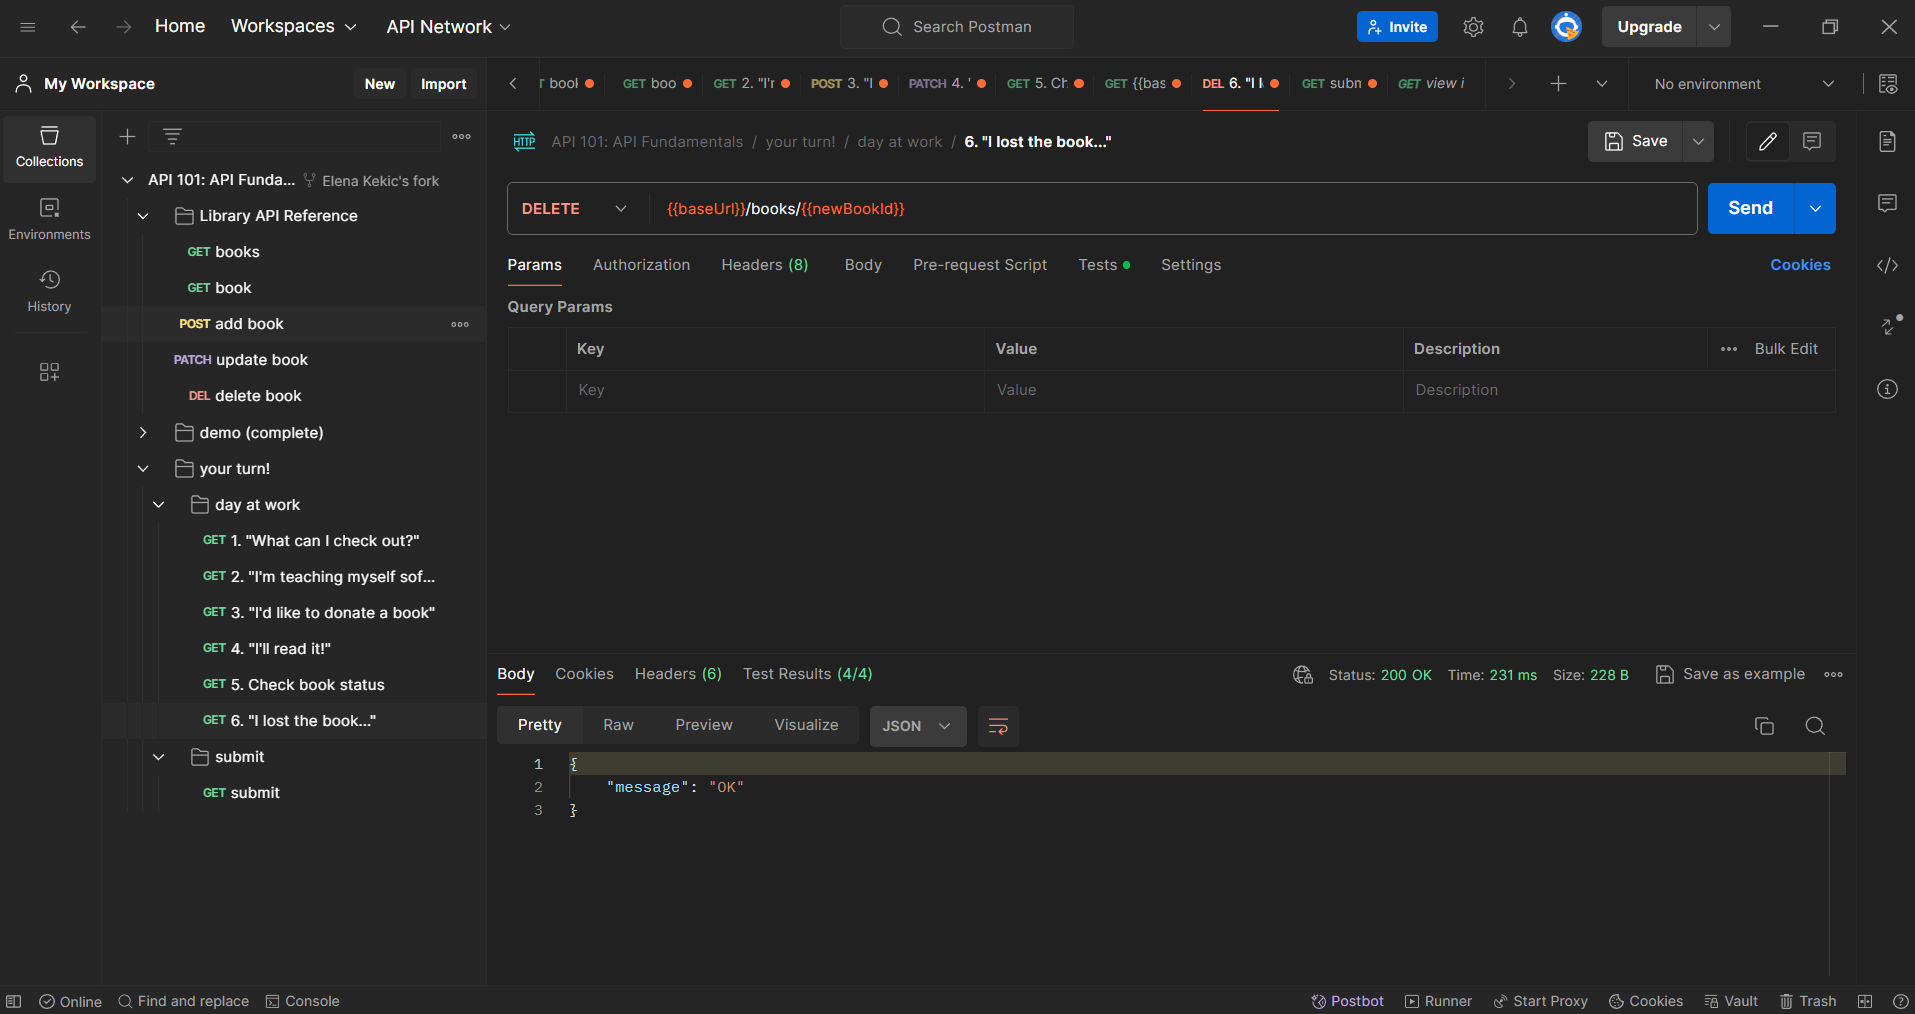 Home Workspaces API Network Search Postman Invite Upgrade
My Workspace New Import
T book GET boo GET 2. "I'r POST 3. "I PATCH 4. ' GET 5. Ch GET {{bas DEL 6. "I l GET subn GET view i No environment
Collections
Environments
History
API 101: API Funda... Elena Kekic's fork
Library API Reference
GET books
GET book
POST add book
PATCH update book
DEL delete book
demo (complete)
your turn!
day at work
GET 1. "What can I check out?"
GET 2. "I'm teaching myself sof...
GET 3. "I'd like to donate a book"
GET 4. "I'll read it!"
GET 5. Check book status
GET 6. "I lost the book..."
submit
GET submit
HTTP API 101: API Fundamentals / your turn! / day at work / 6. "I lost the book..." Save
DELETE {{baseUrl}}/books/{{newBookId}} Send
Params Authorization Headers (8) Body Pre-request Script Tests Settings Cookies
Query Params
Key Value Description Bulk Edit
Key Value Description
Body Cookies Headers (6) Test Results (4/4) Status: 200 OK Time: 231 ms Size: 228 B Save as example
Pretty Raw Preview Visualize JSON
1 {
2 "message": "OK"
3 }
Online Find and replace Console Postbot Runner Start Proxy Cookies Vault Trash